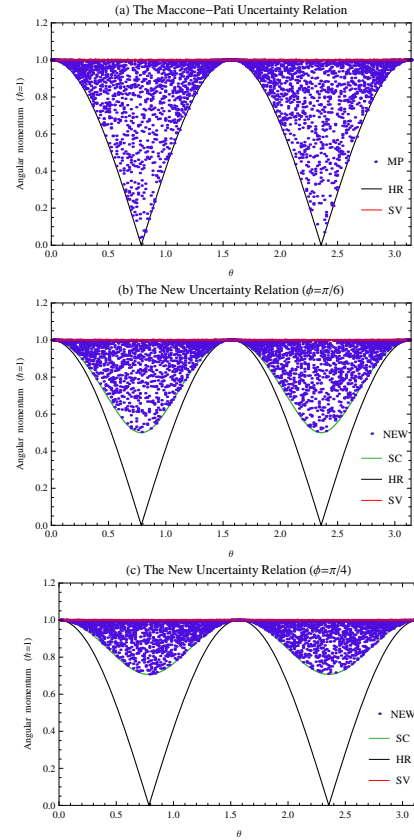 (a) The Maccone−Pati Uncertainty Relation
1.2
1.0
0.8
0.6
0.4
0.2
0.0
Angular momentum (ℏ=1)
MP
HR
SV
0.0 0.5 1.0 1.5 2.0 2.5 3.0
θ
(b) The New Uncertainty Relation (ϕ=π/6)
1.2
1.0
0.8
0.6
0.4
0.2
0.0
Angular momentum (ℏ=1)
NEW
SC
HR
SV
0.0 0.5 1.0 1.5 2.0 2.5 3.0
θ
(c) The New Uncertainty Relation (ϕ=π/4)
1.2
1.0
0.8
0.6
0.4
0.2
0.0
Angular momentum (ℏ=1)
NEW
SC
HR
SV
0.0 0.5 1.0 1.5 2.0 2.5 3.0
θ